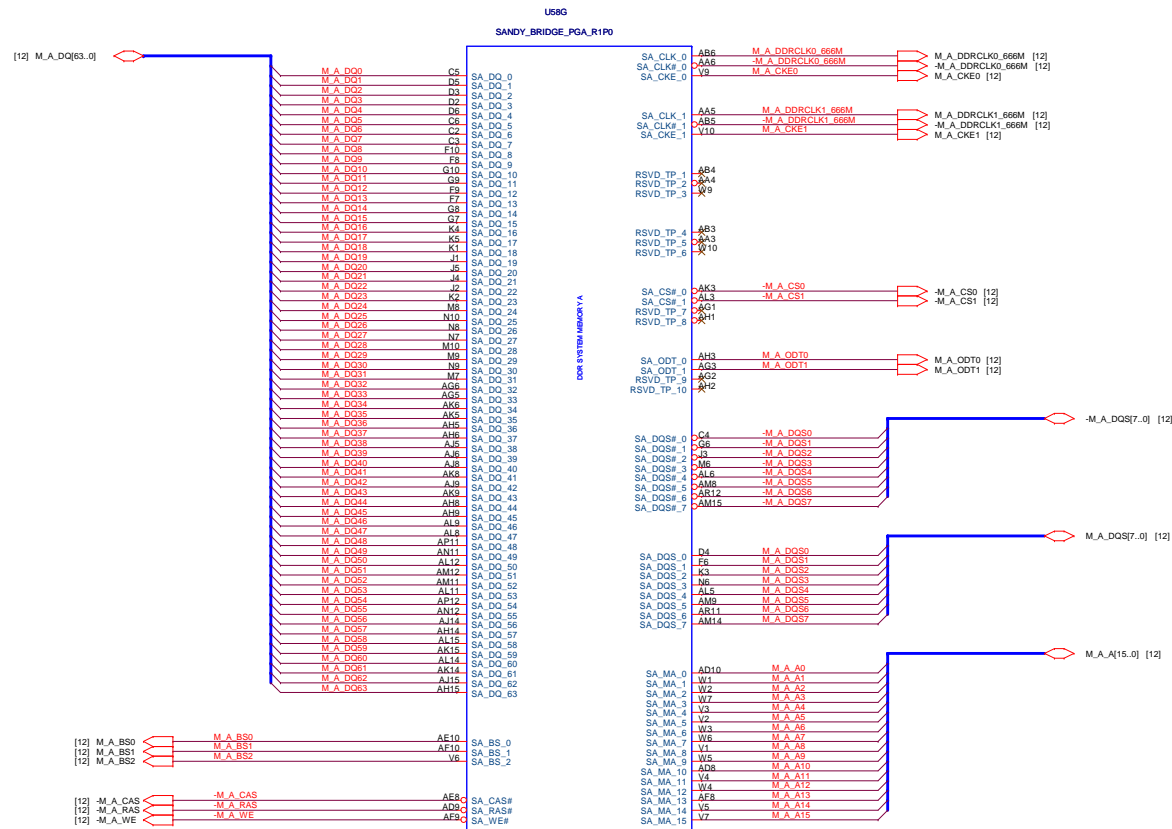 U58G
SANDY_BRIDGE_PGA_R1P0
[12] M_A_DQ[63..0]
M_A_DQ0 C5 SA_DQ_0
M_A_DQ1 D5 SA_DQ_1
M_A_DQ2 D3 SA_DQ_2
M_A_DQ3 D2 SA_DQ_3
M_A_DQ4 D6 SA_DQ_4
M_A_DQ5 C6 SA_DQ_5
M_A_DQ6 C2 SA_DQ_6
M_A_DQ7 C3 SA_DQ_7
M_A_DQ8 F10 SA_DQ_8
M_A_DQ9 F8 SA_DQ_9
M_A_DQ10 G10 SA_DQ_10
M_A_DQ11 G9 SA_DQ_11
M_A_DQ12 F9 SA_DQ_12
M_A_DQ13 F7 SA_DQ_13
M_A_DQ14 G8 SA_DQ_14
M_A_DQ15 G7 SA_DQ_15
M_A_DQ16 K4 SA_DQ_16
M_A_DQ17 K5 SA_DQ_17
M_A_DQ18 K1 SA_DQ_18
M_A_DQ19 J1 SA_DQ_19
M_A_DQ20 J5 SA_DQ_20
M_A_DQ21 J4 SA_DQ_21
M_A_DQ22 J2 SA_DQ_22
M_A_DQ23 K2 SA_DQ_23
M_A_DQ24 M8 SA_DQ_24
M_A_DQ25 N10 SA_DQ_25
M_A_DQ26 N8 SA_DQ_26
M_A_DQ27 N7 SA_DQ_27
M_A_DQ28 M10 SA_DQ_28
M_A_DQ29 M9 SA_DQ_29
M_A_DQ30 N9 SA_DQ_30
M_A_DQ31 M7 SA_DQ_31
M_A_DQ32 AG6 SA_DQ_32
M_A_DQ33 AG5 SA_DQ_33
M_A_DQ34 AK6 SA_DQ_34
M_A_DQ35 AK5 SA_DQ_35
M_A_DQ36 AH5 SA_DQ_36
M_A_DQ37 AH6 SA_DQ_37
M_A_DQ38 AJ5 SA_DQ_38
M_A_DQ39 AJ6 SA_DQ_39
M_A_DQ40 AJ8 SA_DQ_40
M_A_DQ41 AK8 SA_DQ_41
M_A_DQ42 AJ9 SA_DQ_42
M_A_DQ43 AK9 SA_DQ_43
M_A_DQ44 AH8 SA_DQ_44
M_A_DQ45 AH9 SA_DQ_45
M_A_DQ46 AL9 SA_DQ_46
M_A_DQ47 AL8 SA_DQ_47
M_A_DQ48 AP11 SA_DQ_48
M_A_DQ49 AN11 SA_DQ_49
M_A_DQ50 AL12 SA_DQ_50
M_A_DQ51 AM12 SA_DQ_51
M_A_DQ52 AM11 SA_DQ_52
M_A_DQ53 AL11 SA_DQ_53
M_A_DQ54 AP12 SA_DQ_54
M_A_DQ55 AN12 SA_DQ_55
M_A_DQ56 AJ14 SA_DQ_56
M_A_DQ57 AH14 SA_DQ_57
M_A_DQ58 AL15 SA_DQ_58
M_A_DQ59 AK15 SA_DQ_59
M_A_DQ60 AL14 SA_DQ_60
M_A_DQ61 AK14 SA_DQ_61
M_A_DQ62 AJ15 SA_DQ_62
M_A_DQ63 AH15 SA_DQ_63
[12] M_A_BS0 M_A_BS0 AE10 SA_BS_0
[12] M_A_BS1 M_A_BS1 AF10 SA_BS_1
[12] M_A_BS2 M_A_BS2 V6 SA_BS_2
[12] -M_A_CAS -M_A_CAS AE8 SA_CAS#
[12] -M_A_RAS -M_A_RAS AD9 SA_RAS#
[12] -M_A_WE -M_A_WE AF9 SA_WE#
DDR SYSTEM MEMORY A
SA_CLK_0 AB6 M_A_DDRCLK0_666M M_A_DDRCLK0_666M [12]
SA_CLK#_0 AA6 -M_A_DDRCLK0_666M -M_A_DDRCLK0_666M [12]
SA_CKE_0 V9 M_A_CKE0 M_A_CKE0 [12]
SA_CLK_1 AA5 M_A_DDRCLK1_666M M_A_DDRCLK1_666M [12]
SA_CLK#_1 AB5 -M_A_DDRCLK1_666M -M_A_DDRCLK1_666M [12]
SA_CKE_1 V10 M_A_CKE1 M_A_CKE1 [12]
RSVD_TP_1 AB4
RSVD_TP_2 AA4
RSVD_TP_3 W9
RSVD_TP_4 AB3
RSVD_TP_5 AA3
RSVD_TP_6 W10
SA_CS#_0 AK3 -M_A_CS0 -M_A_CS0 [12]
SA_CS#_1 AL3 -M_A_CS1 -M_A_CS1 [12]
RSVD_TP_7 AG1
RSVD_TP_8 AH1
SA_ODT_0 AH3 M_A_ODT0 M_A_ODT0 [12]
SA_ODT_1 AG3 M_A_ODT1 M_A_ODT1 [12]
RSVD_TP_9 AG2
RSVD_TP_10 AH2
-M_A_DQS[7..0] [12]
SA_DQS#_0 C4 -M_A_DQS0
SA_DQS#_1 G6 -M_A_DQS1
SA_DQS#_2 J3 -M_A_DQS2
SA_DQS#_3 M6 -M_A_DQS3
SA_DQS#_4 AL6 -M_A_DQS4
SA_DQS#_5 AM8 -M_A_DQS5
SA_DQS#_6 AR12 -M_A_DQS6
SA_DQS#_7 AM15 -M_A_DQS7
M_A_DQS[7..0] [12]
SA_DQS_0 D4 M_A_DQS0
SA_DQS_1 F6 M_A_DQS1
SA_DQS_2 K3 M_A_DQS2
SA_DQS_3 N6 M_A_DQS3
SA_DQS_4 AL5 M_A_DQS4
SA_DQS_5 AM9 M_A_DQS5
SA_DQS_6 AR11 M_A_DQS6
SA_DQS_7 AM14 M_A_DQS7
M_A_A[15..0] [12]
SA_MA_0 AD10 M_A_A0
SA_MA_1 W1 M_A_A1
SA_MA_2 W2 M_A_A2
SA_MA_3 W7 M_A_A3
SA_MA_4 V3 M_A_A4
SA_MA_5 V2 M_A_A5
SA_MA_6 W3 M_A_A6
SA_MA_7 W6 M_A_A7
SA_MA_8 V1 M_A_A8
SA_MA_9 W5 M_A_A9
SA_MA_10 AD8 M_A_A10
SA_MA_11 V4 M_A_A11
SA_MA_12 W4 M_A_A12
SA_MA_13 AF8 M_A_A13
SA_MA_14 V5 M_A_A14
SA_MA_15 V7 M_A_A15